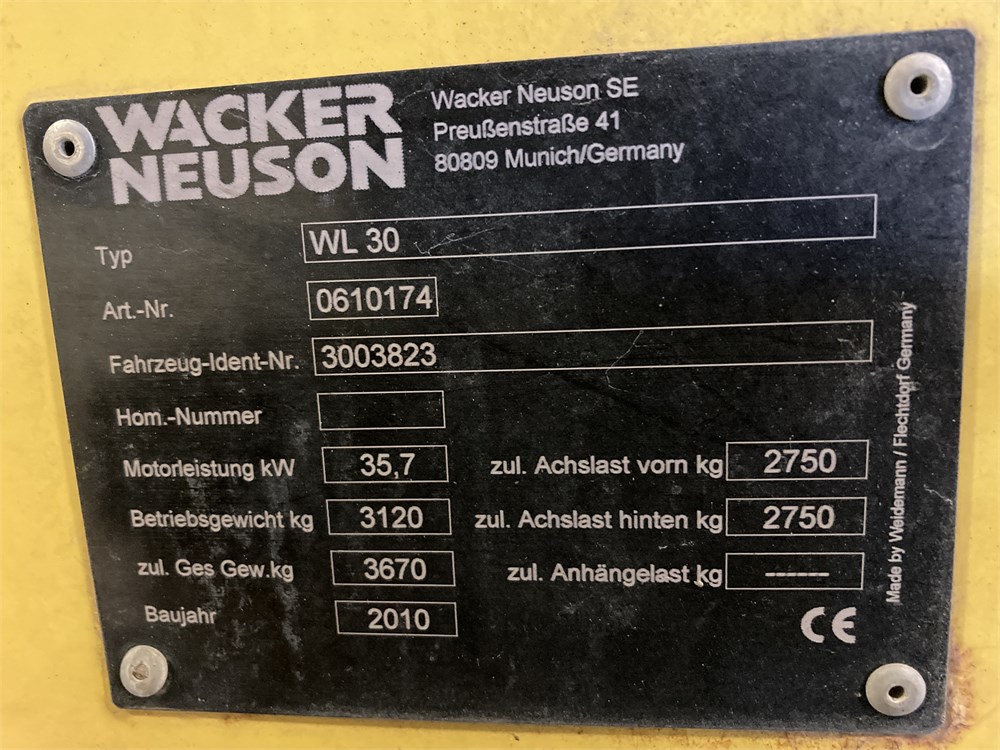 WACKER
NEUSON
Wacker Neuson SE
Preußenstraße 41
80809 Munich/Germany
Typ WL 30
Art.-Nr. 0610174
Fahrzeug-Ident-Nr. 3003823
Hom.-Nummer
Motorleistung kW 35,7 zul. Achslast vorn kg 2750
Betriebsgewicht kg 3120 zul. Achslast hinten kg 2750
zul. Ges Gew.kg 3670 zul. Anhängelast kg ------
Baujahr 2010
CE
Made by Weidemann / Flechtdorf Germany